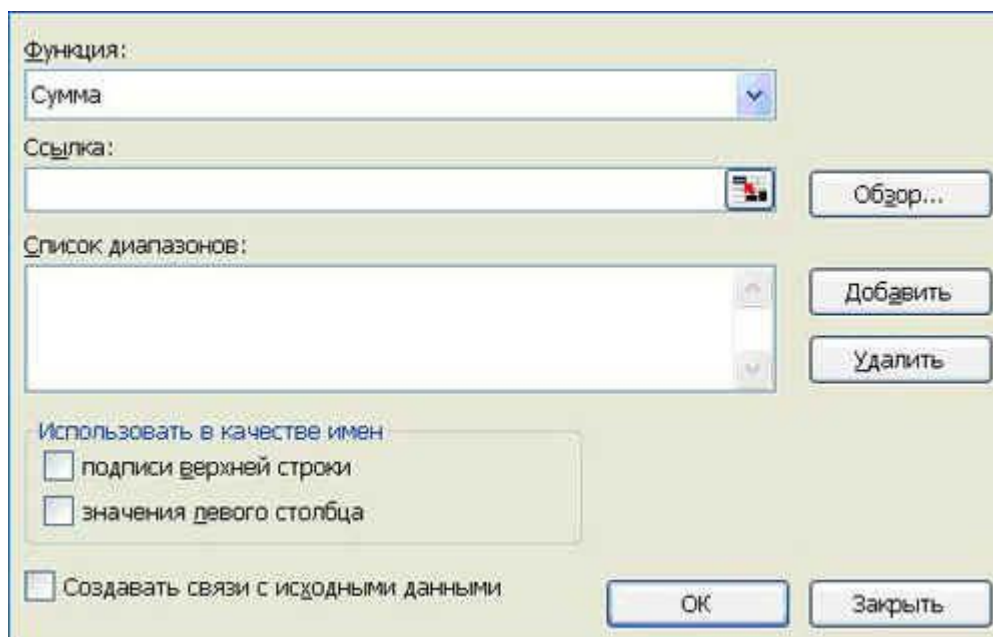 Функция:
Сумма
Ссылка:
Обзор...
Список диапазонов:
Добавить
Удалить
Использовать в качестве имен
подписи верхней строки
значения левого столбца
Создавать связи с исходными данными
ОК
Закрыть